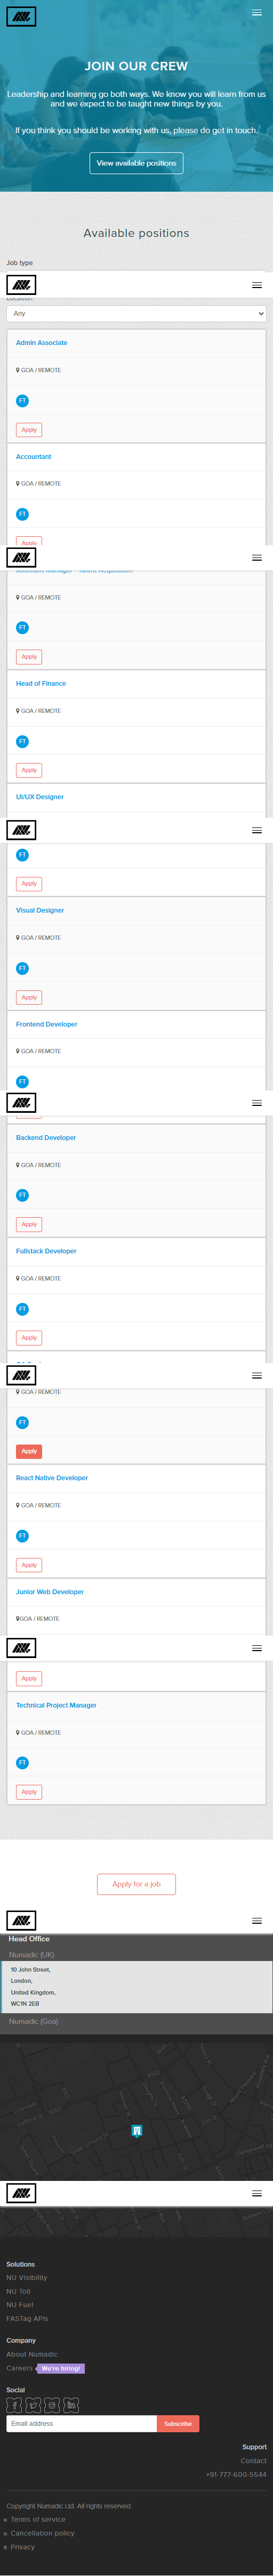 JOIN OUR CREW
Leadership and learning go both ways. We know you will learn from us
and we expect to be taught new things by you.
If you think you should be working with us, please do get in touch.
View available positions
Available positions
Job type
Location
Any
Admin Associate
GOA / REMOTE
FT
Apply
Accountant
GOA / REMOTE
FT
Apply
Assistant Manager - Talent Acquisition
GOA / REMOTE
FT
Apply
Head of Finance
GOA / REMOTE
FT
Apply
UI/UX Designer
FT
Apply
Visual Designer
GOA / REMOTE
FT
Apply
Frontend Developer
GOA / REMOTE
FT
Backend Developer
GOA / REMOTE
FT
Apply
Fullstack Developer
GOA / REMOTE
FT
Apply
GOA / REMOTE
FT
Apply
React Native Developer
GOA / REMOTE
FT
Apply
Junior Web Developer
GOA / REMOTE
Apply
Technical Project Manager
GOA / REMOTE
FT
Apply
Apply for a job
Head Office
Numadic (UK)
10 John Street,
London,
United Kingdom,
WC1N 2EB
Numadic (Goa)
Solutions
NU Visibility
NU Toll
NU Fuel
FASTag APIs
Company
About Numadic
Careers We're hiring!
Social
Email address Subscribe
Support
Contact
+91-777-600-5544
Copyright Numadic Ltd. All rights reserved.
Terms of service
Cancellation policy
Privacy